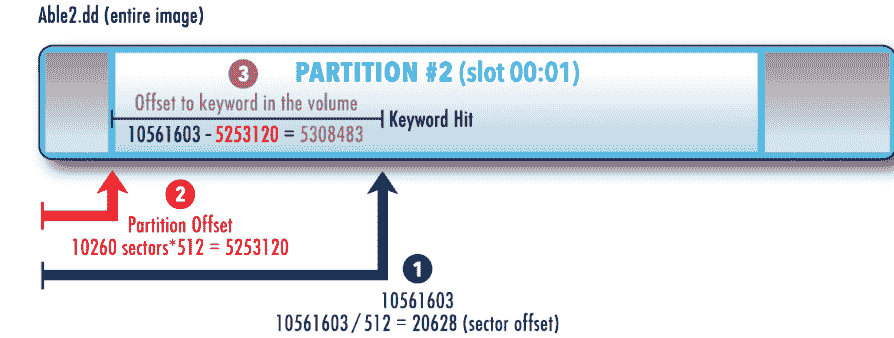 Able2.dd (entire image)
3 PARTITION #2 (slot 00:01)
Offset to keyword in the volume
10561603 - 5253120 = 5308483
Keyword Hit
2
Partition Offset
10260 sectors*512 = 5253120
1
10561603
10561603 / 512 = 20628 (sector offset)